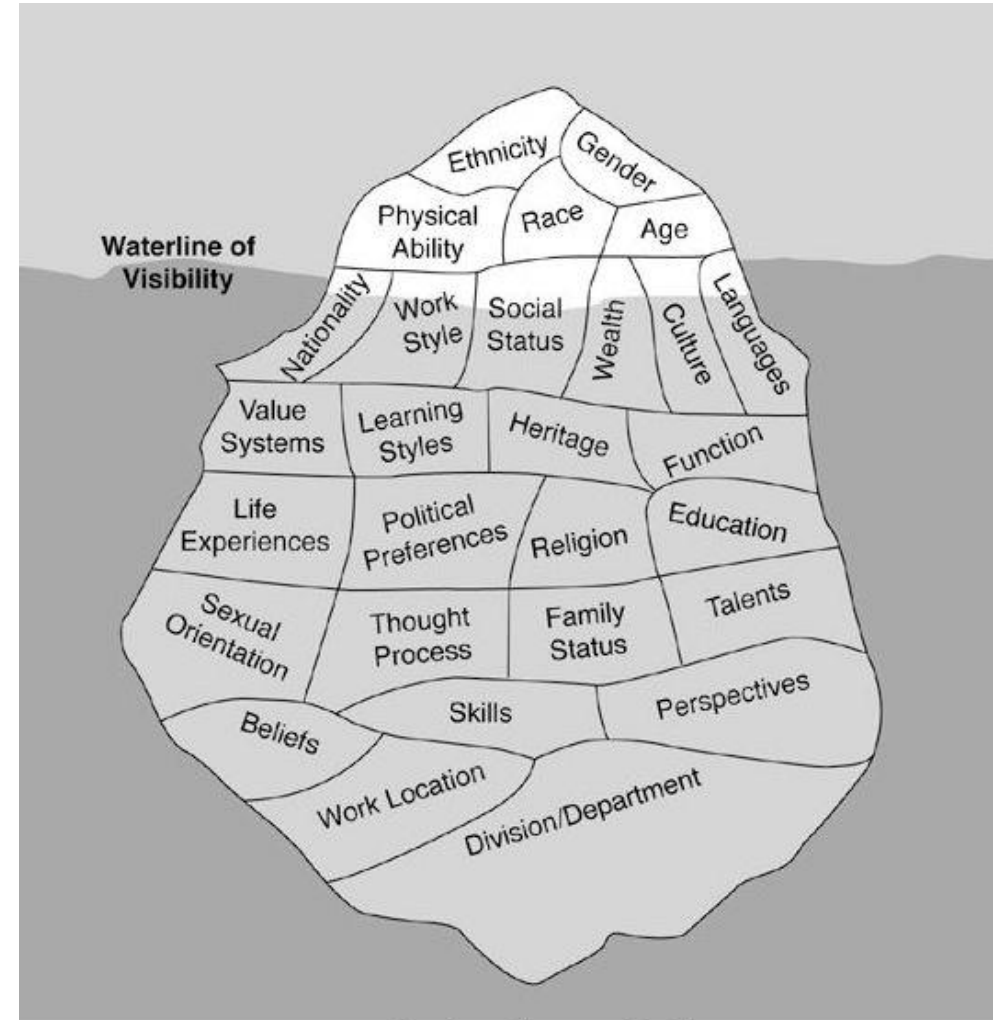 Ethnicity
Gender
Physical
Ability
Race
Age
Waterline of
Visibility
Nationality
Work
Style
Social
Status
Wealth
Culture
Languages
Value
Systems
Learning
Styles
Heritage
Function
Life
Experiences
Political
Preferences
Religion
Education
Sexual
Orientation
Thought
Process
Family
Status
Talents
Beliefs
Skills
Perspectives
Work Location
Division/Department